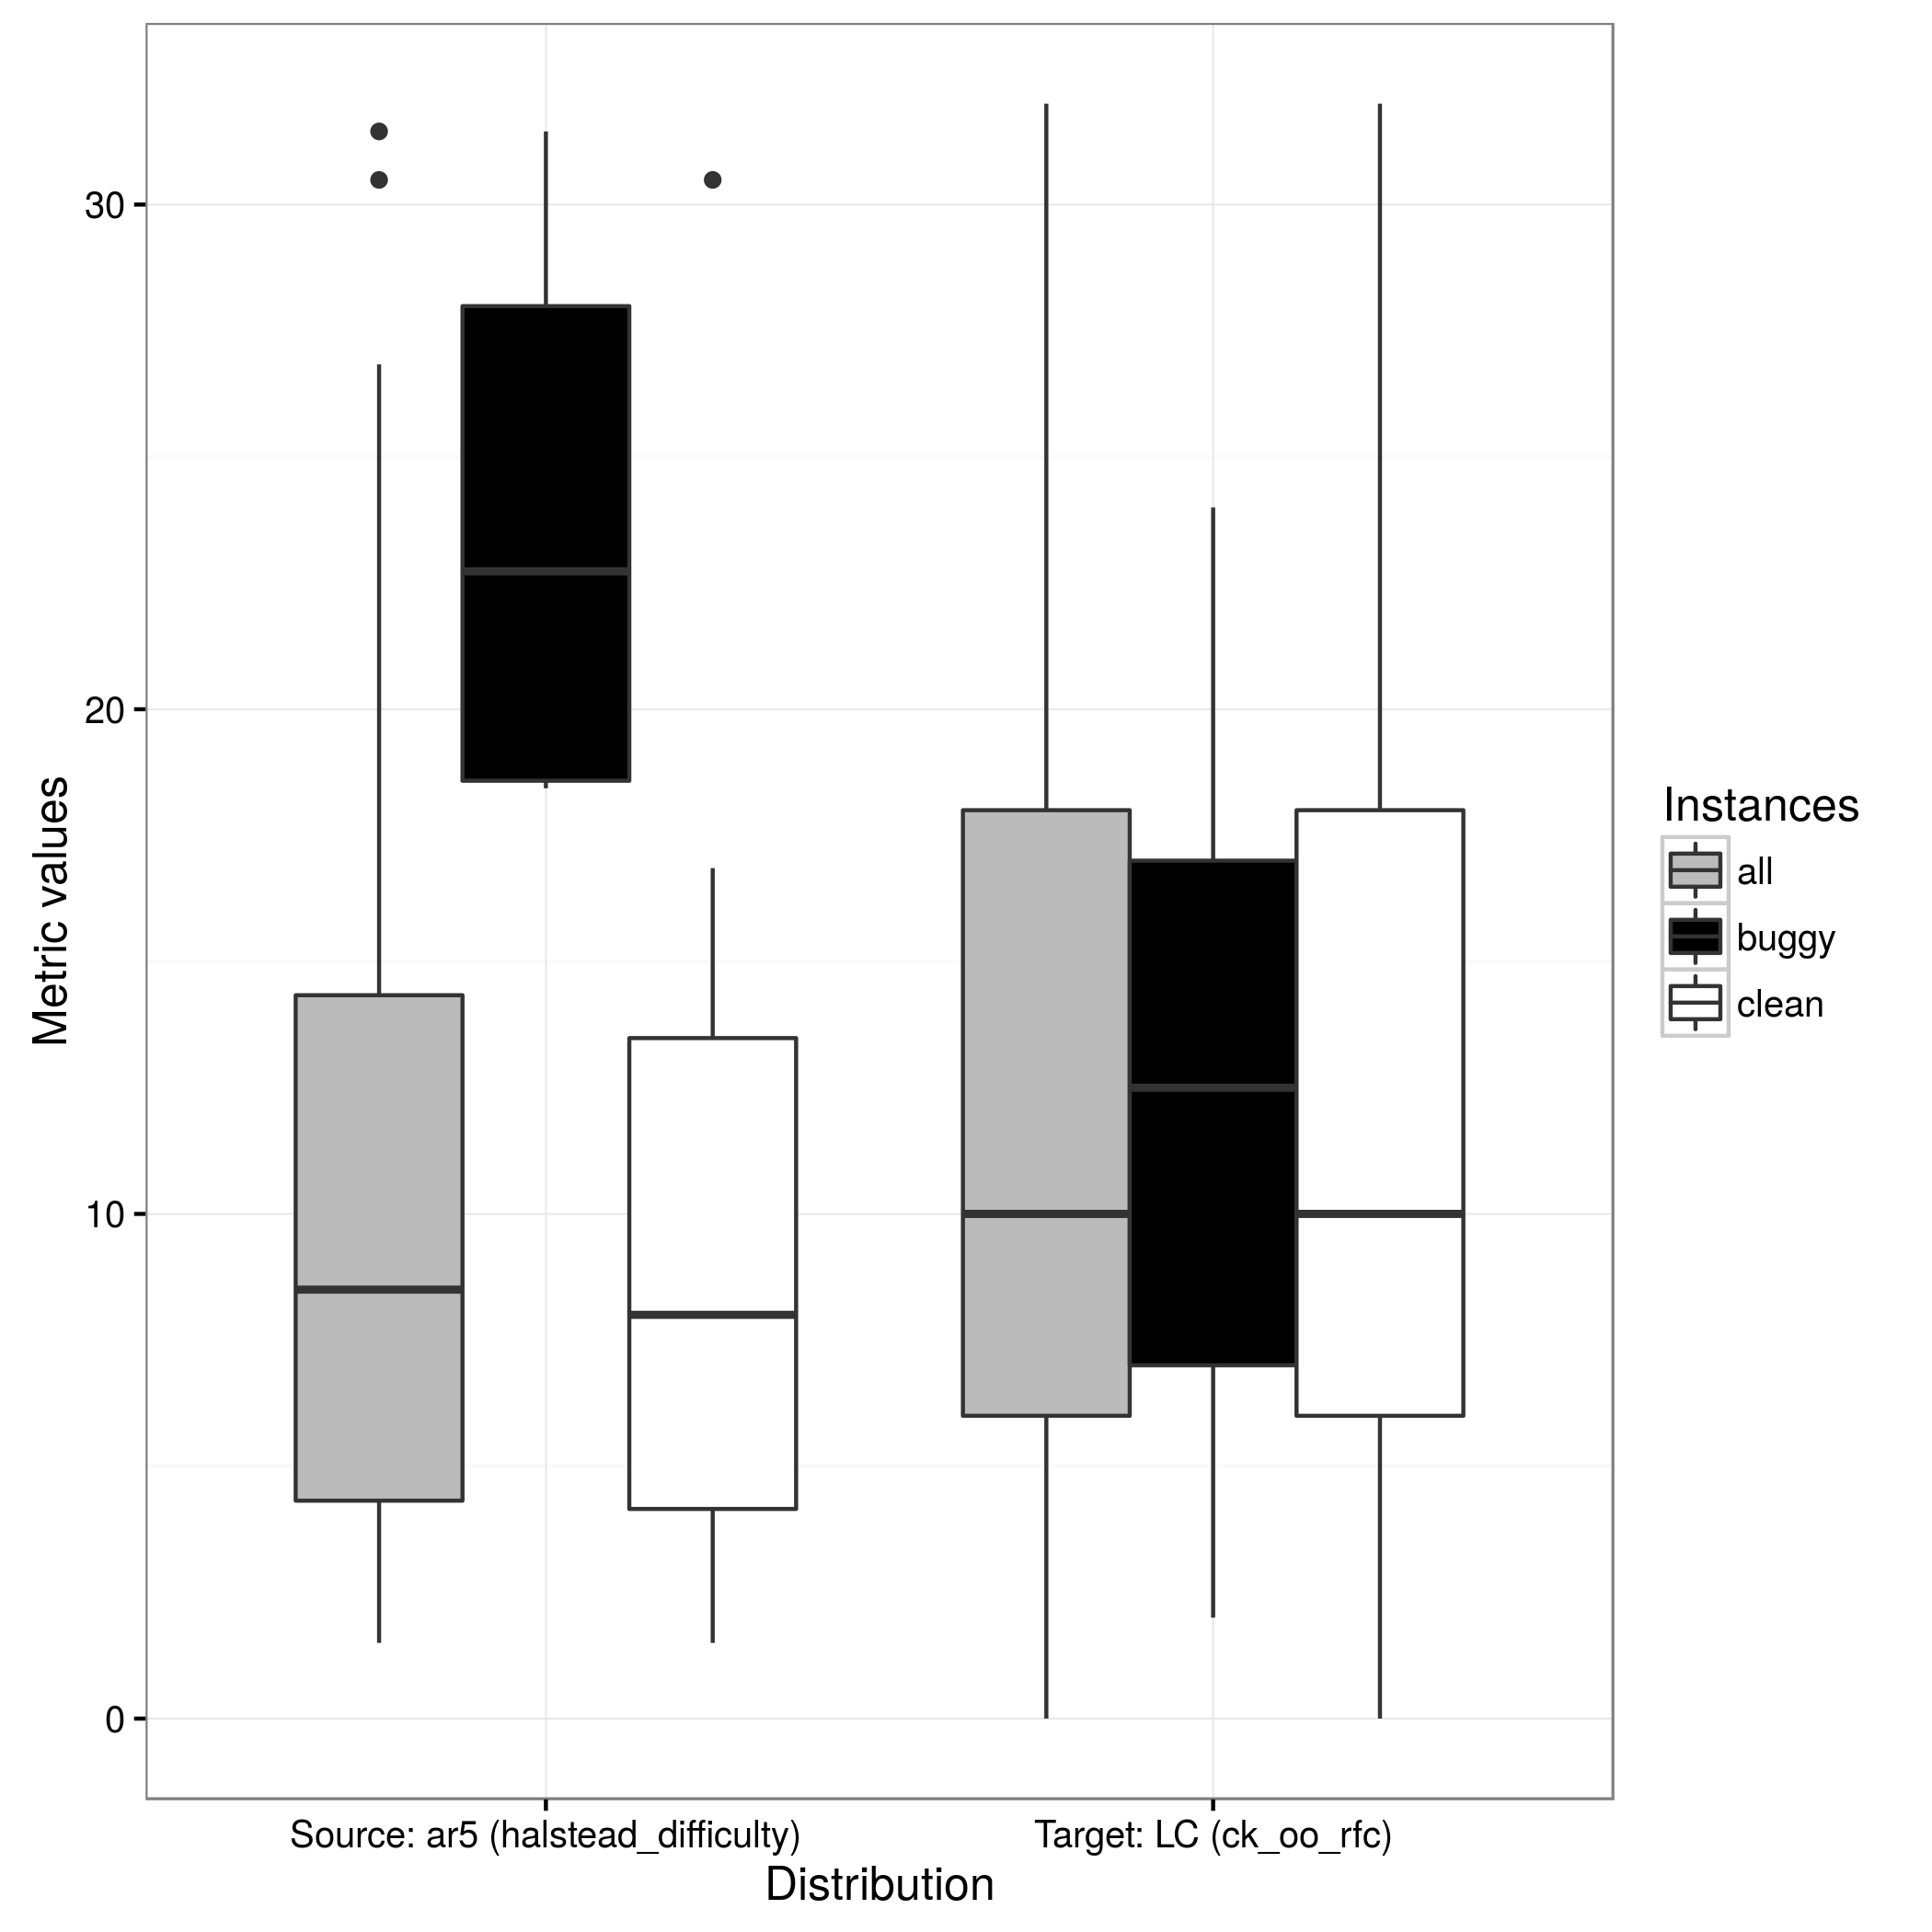 Metric values
30
20
10
0
Source: ar5 (halstead_difficulty)
Target: LC (ck_oo_rfc)
Distribution
Instances
all
buggy
clean